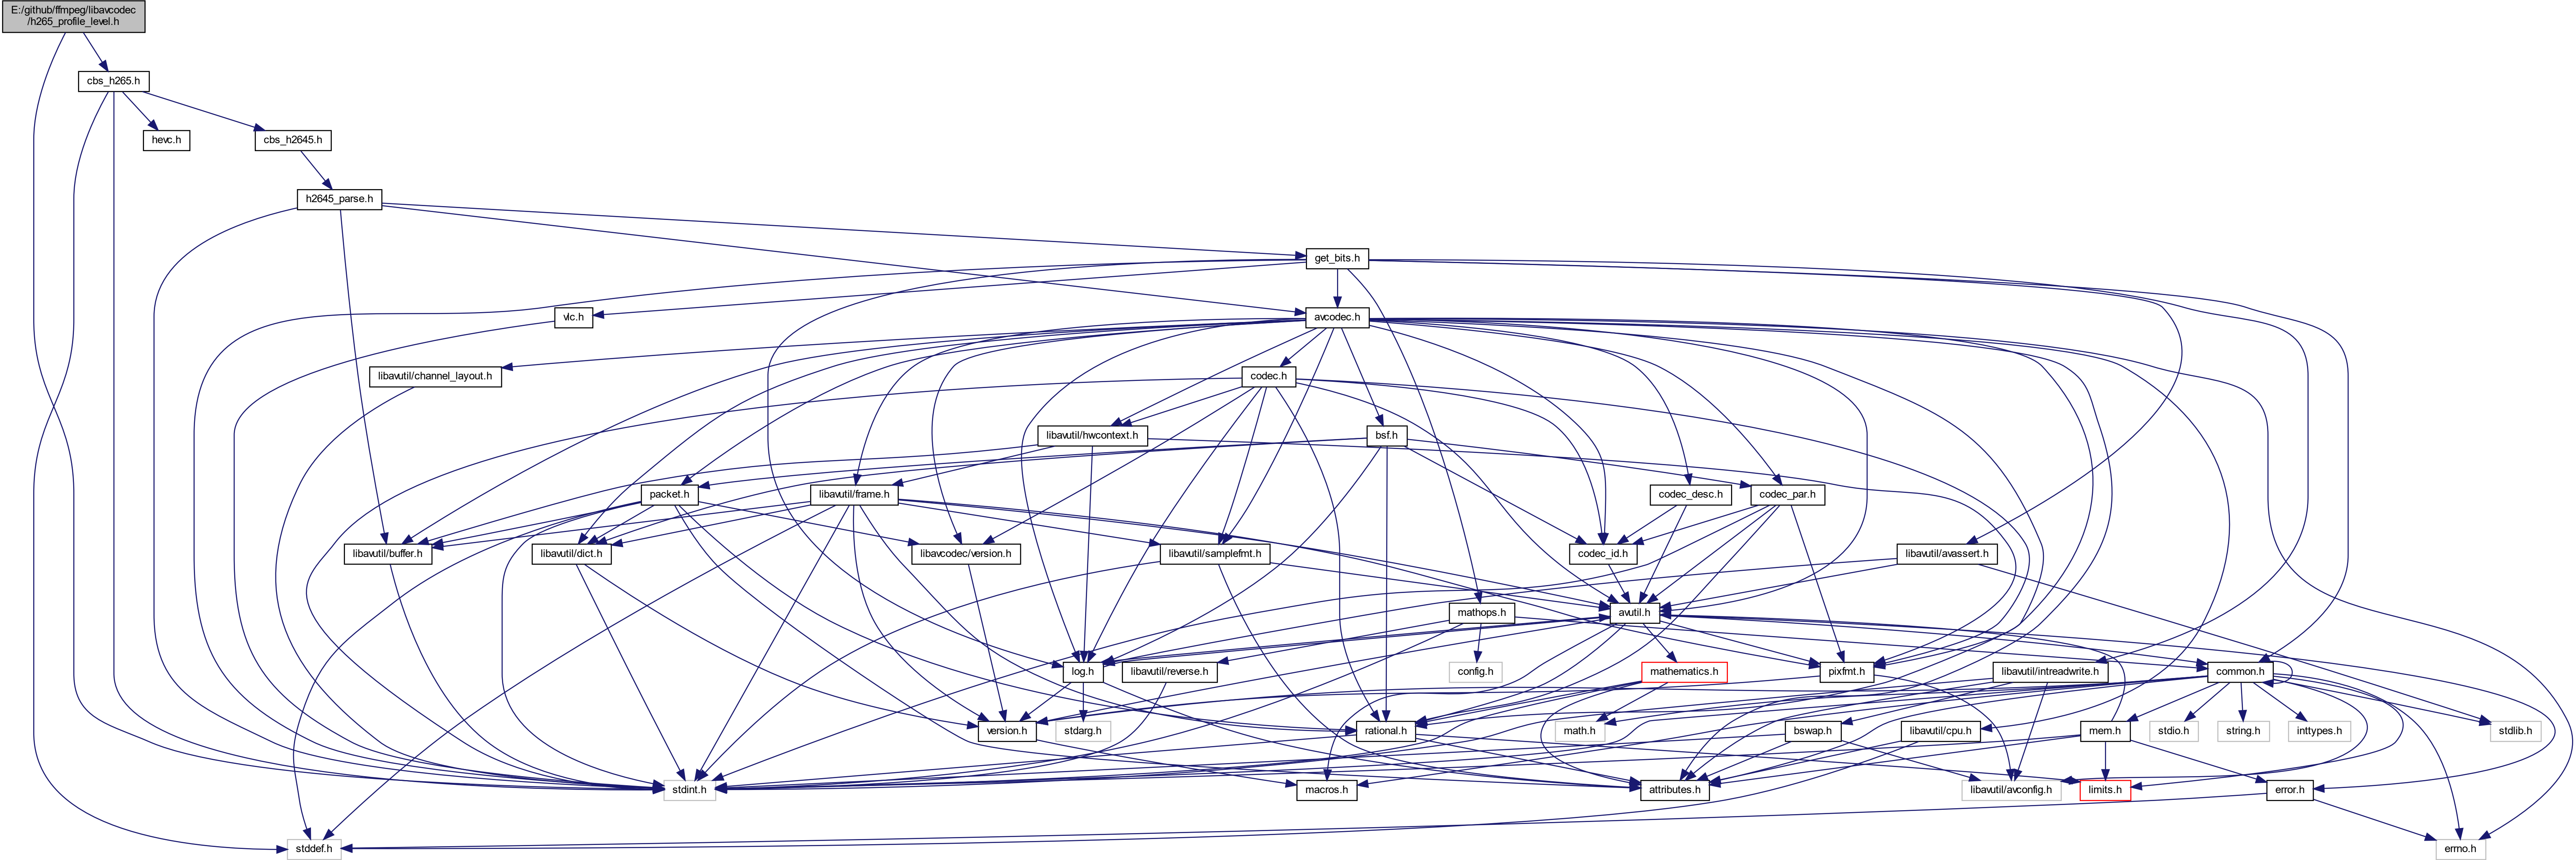 E:/github/ffmpeg/libavcodec
/h265_profile_level.h
cbs_h265.h
hevc.h
cbs_h2645.h
h2645_parse.h
get_bits.h
vlc.h
avcodec.h
libavutil/channel_layout.h
codec.h
libavutil/hwcontext.h
bsf.h
packet.h
libavutil/frame.h
codec_desc.h
codec_par.h
libavutil/buffer.h
libavutil/dict.h
libavcodec/version.h
libavutil/samplefmt.h
codec_id.h
libavutil/avassert.h
mathops.h
avutil.h
log.h
libavutil/reverse.h
config.h
mathematics.h
pixfmt.h
libavutil/intreadwrite.h
common.h
version.h
stdarg.h
rational.h
math.h
bswap.h
libavutil/cpu.h
mem.h
stdio.h
string.h
inttypes.h
stdlib.h
stdint.h
macros.h
attributes.h
libavutil/avconfig.h
limits.h
error.h
stddef.h
errno.h